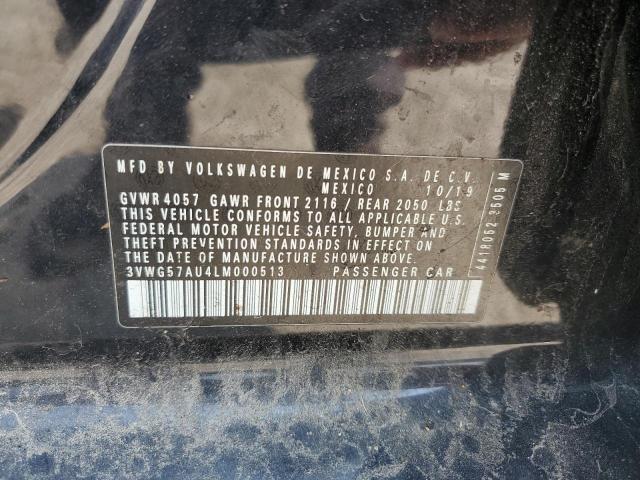 MFD BY VOLKSWAGEN DE MEXICO S.A. DE C.V.
MEXICO 10/19
GVWR 4057 GAWR FRONT 2116 / REAR 2050 LBS
THIS VEHICLE CONFORMS TO ALL APPLICABLE U.S.
FEDERAL MOTOR VEHICLE SAFETY, BUMPER AND
THEFT PREVENTION STANDARDS IN EFFECT ON
THE DATE OF MANUFACTURE SHOWN ABOVE.
3VWG57AU4LM000513 PASSENGER CAR